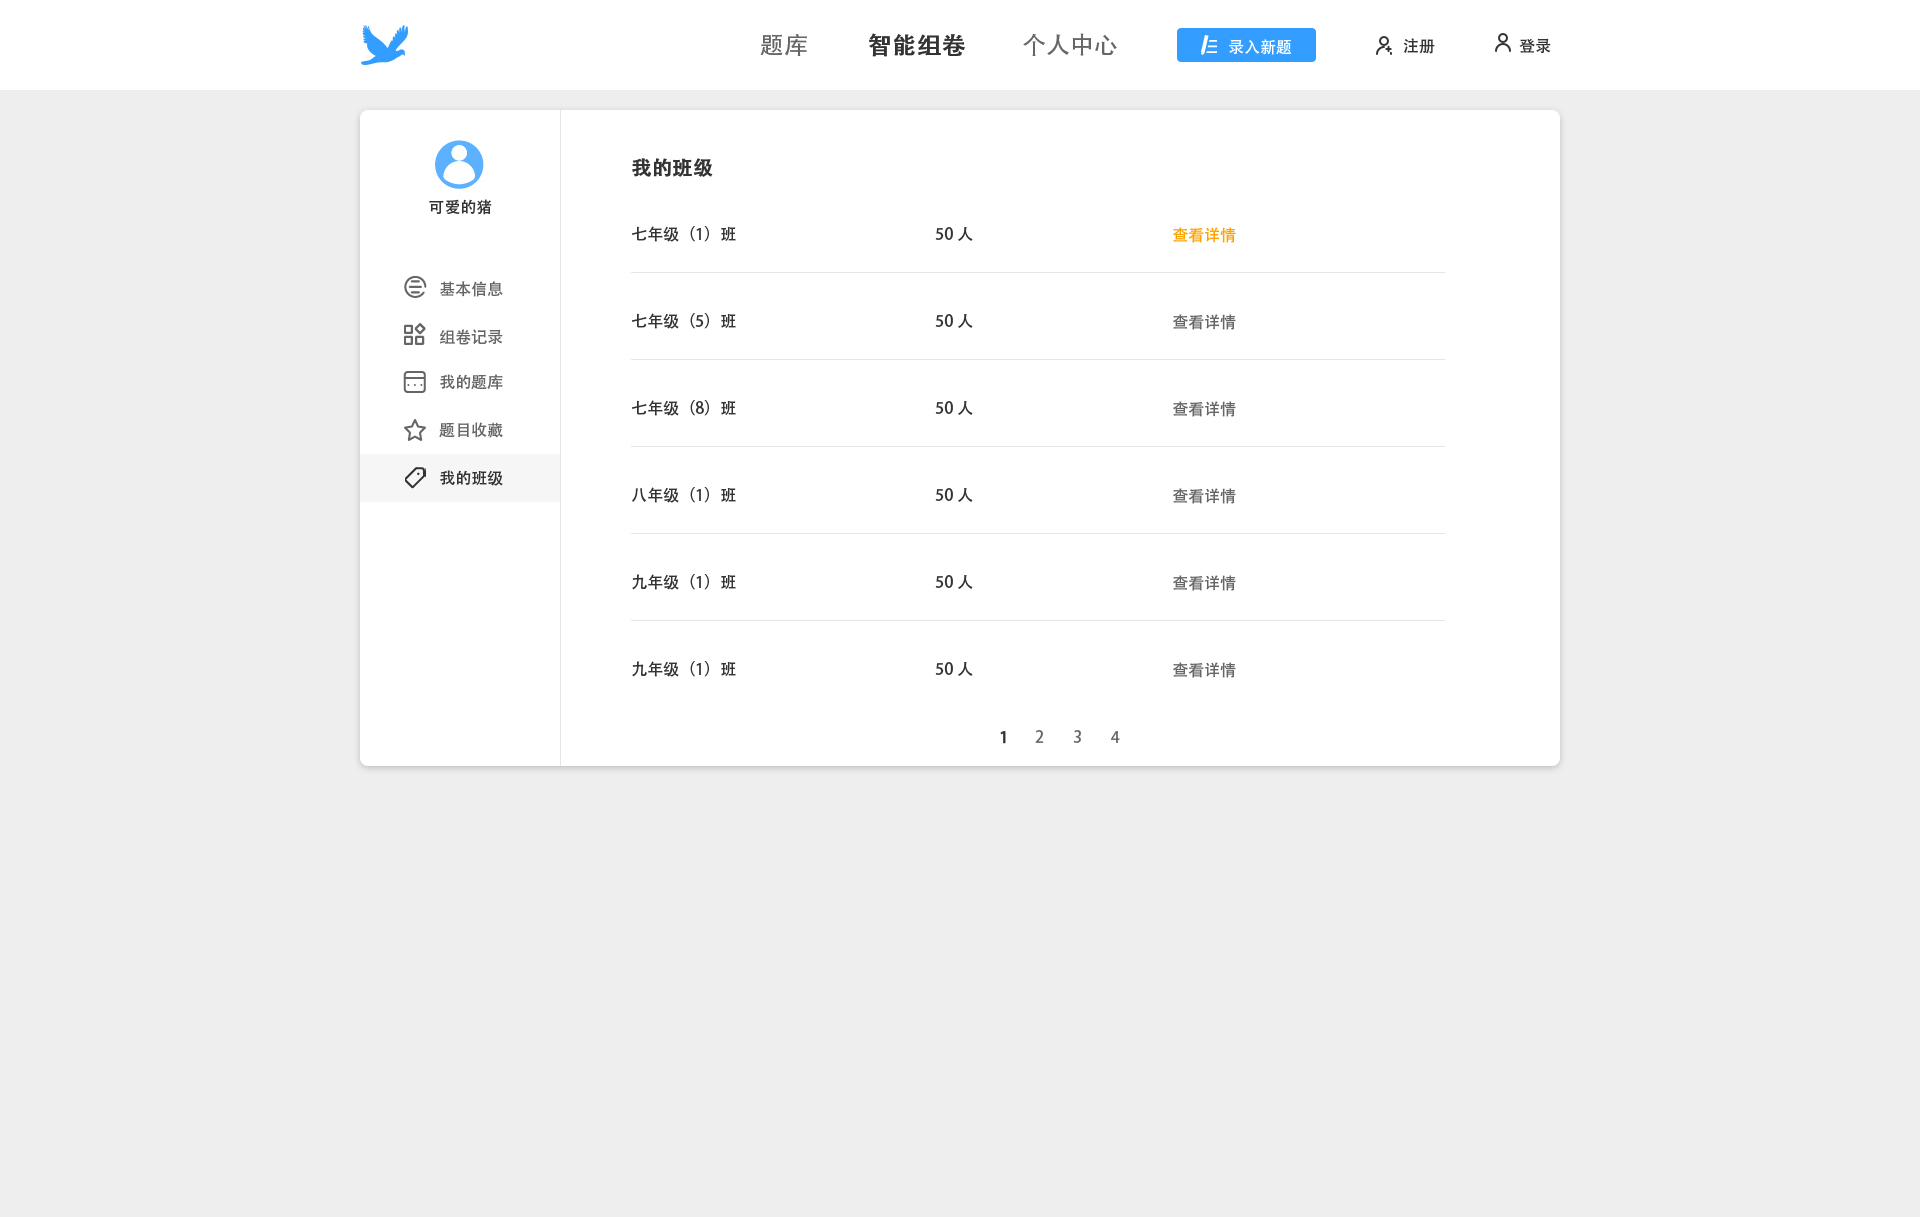 题库 智能组卷 个人中心 录入新题 注册 登录
可爱的猪
基本信息
组卷记录
我的题库
题目收藏
我的班级
我的班级
七年级（1）班 50 人 查看详情
七年级（5）班 50 人 查看详情
七年级（8）班 50 人 查看详情
八年级（1）班 50 人 查看详情
九年级（1）班 50 人 查看详情
九年级（1）班 50 人 查看详情
1 2 3 4